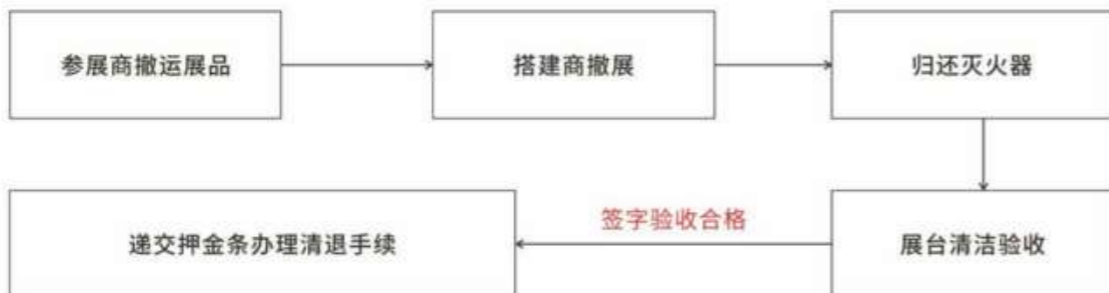 参展商撤运展品
搭建商撤展
归还灭火器
展台清洁验收
签字验收合格
递交押金条办理清退手续